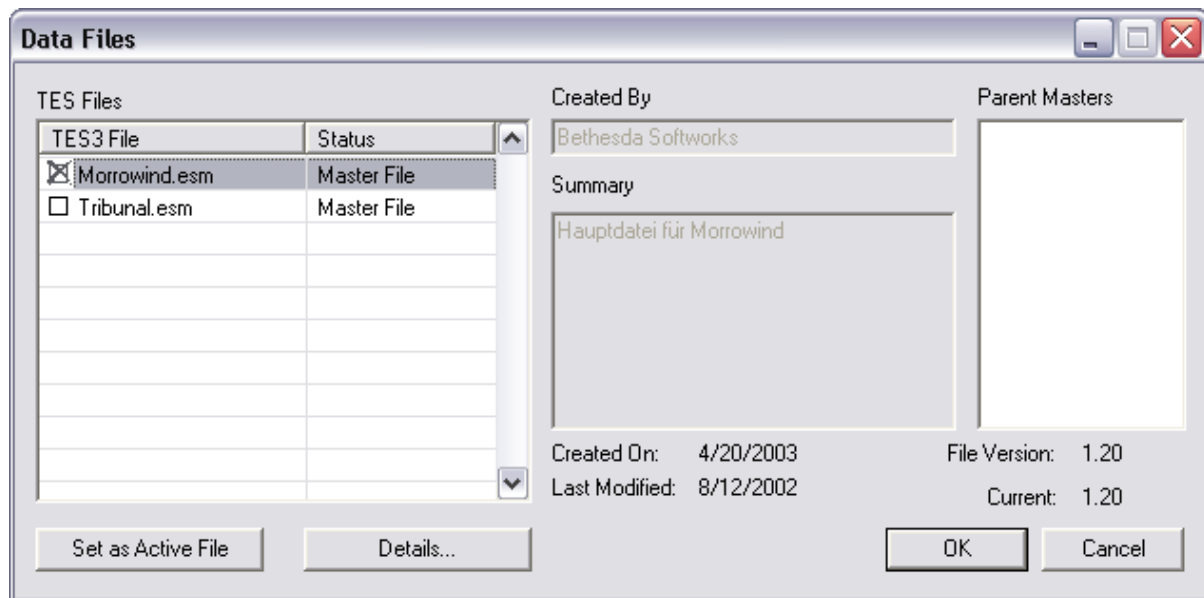 Data Files
TES Files
TES3 File Status
Morrowind.esm Master File
Tribunal.esm Master File
Created By
Bethesda Softworks
Summary
Hauptdatei für Morrowind
Parent Masters
Created On: 4/20/2003
Last Modified: 8/12/2002
File Version: 1.20
Current: 1.20
Set as Active File
Details...
OK
Cancel